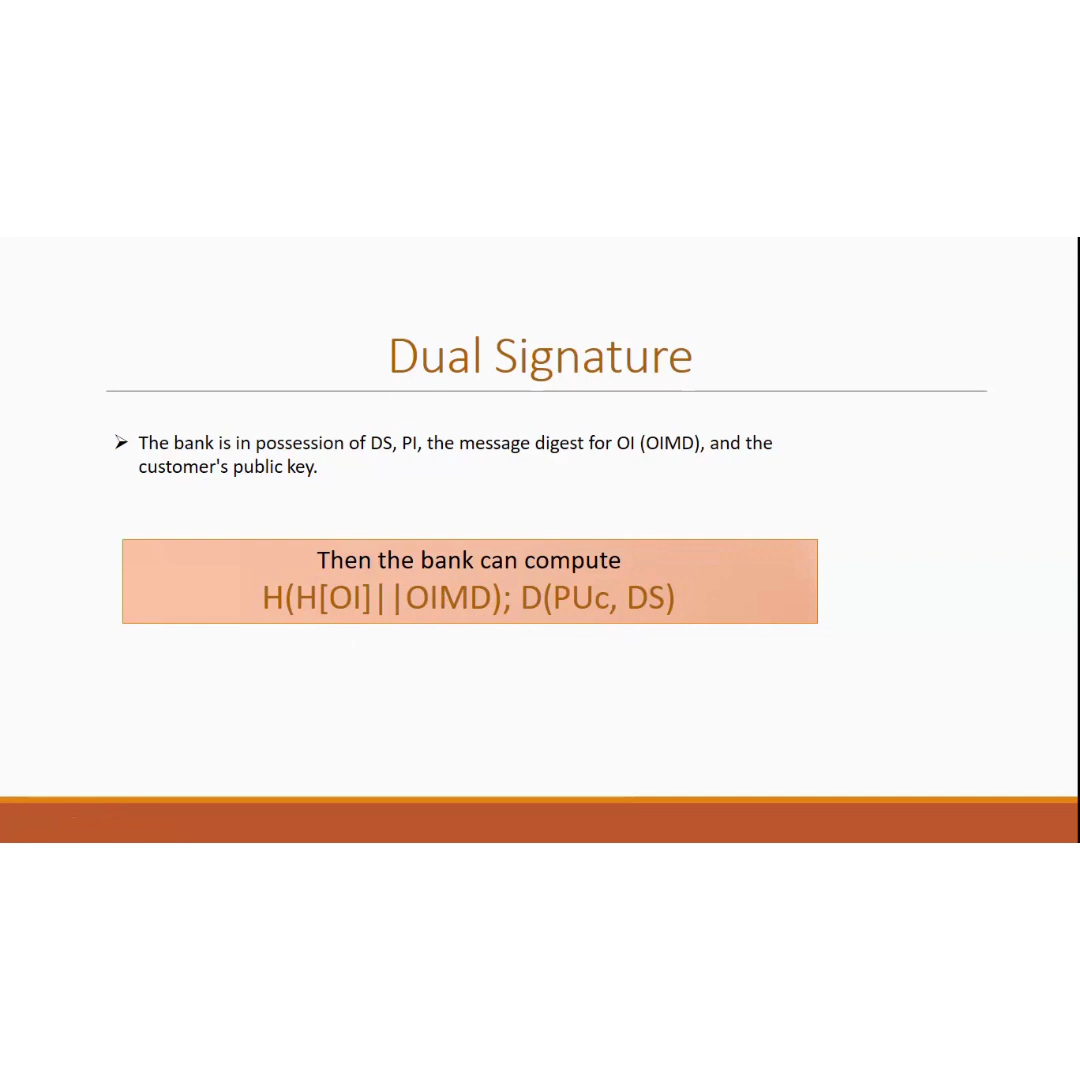 Dual Signature
➢ The bank is in possession of DS, PI, the message digest for OI (OIMD), and the
customer's public key.
Then the bank can compute
H(H[OI]||OIMD); D(PUc, DS)